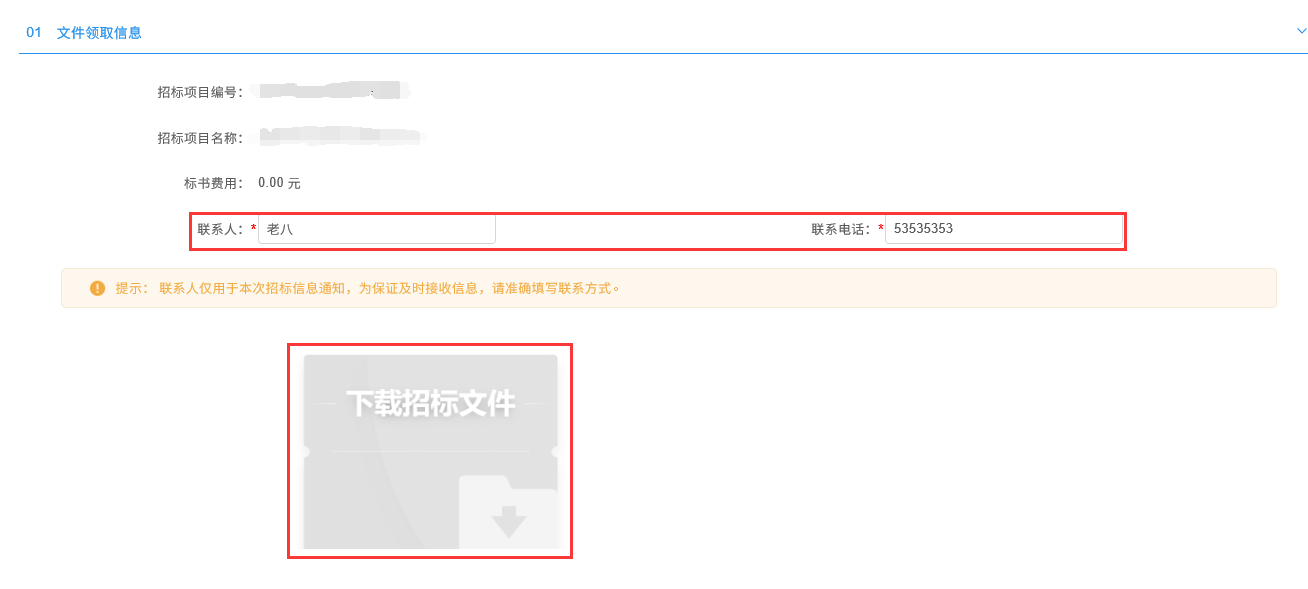 01 文件领取信息
招标项目编号：
招标项目名称：
标书费用： 0.00 元
联系人：* 老八 联系电话：* 53535353
提示： 联系人仅用于本次招标信息通知，为保证及时接收信息，请准确填写联系方式。
下载招标文件